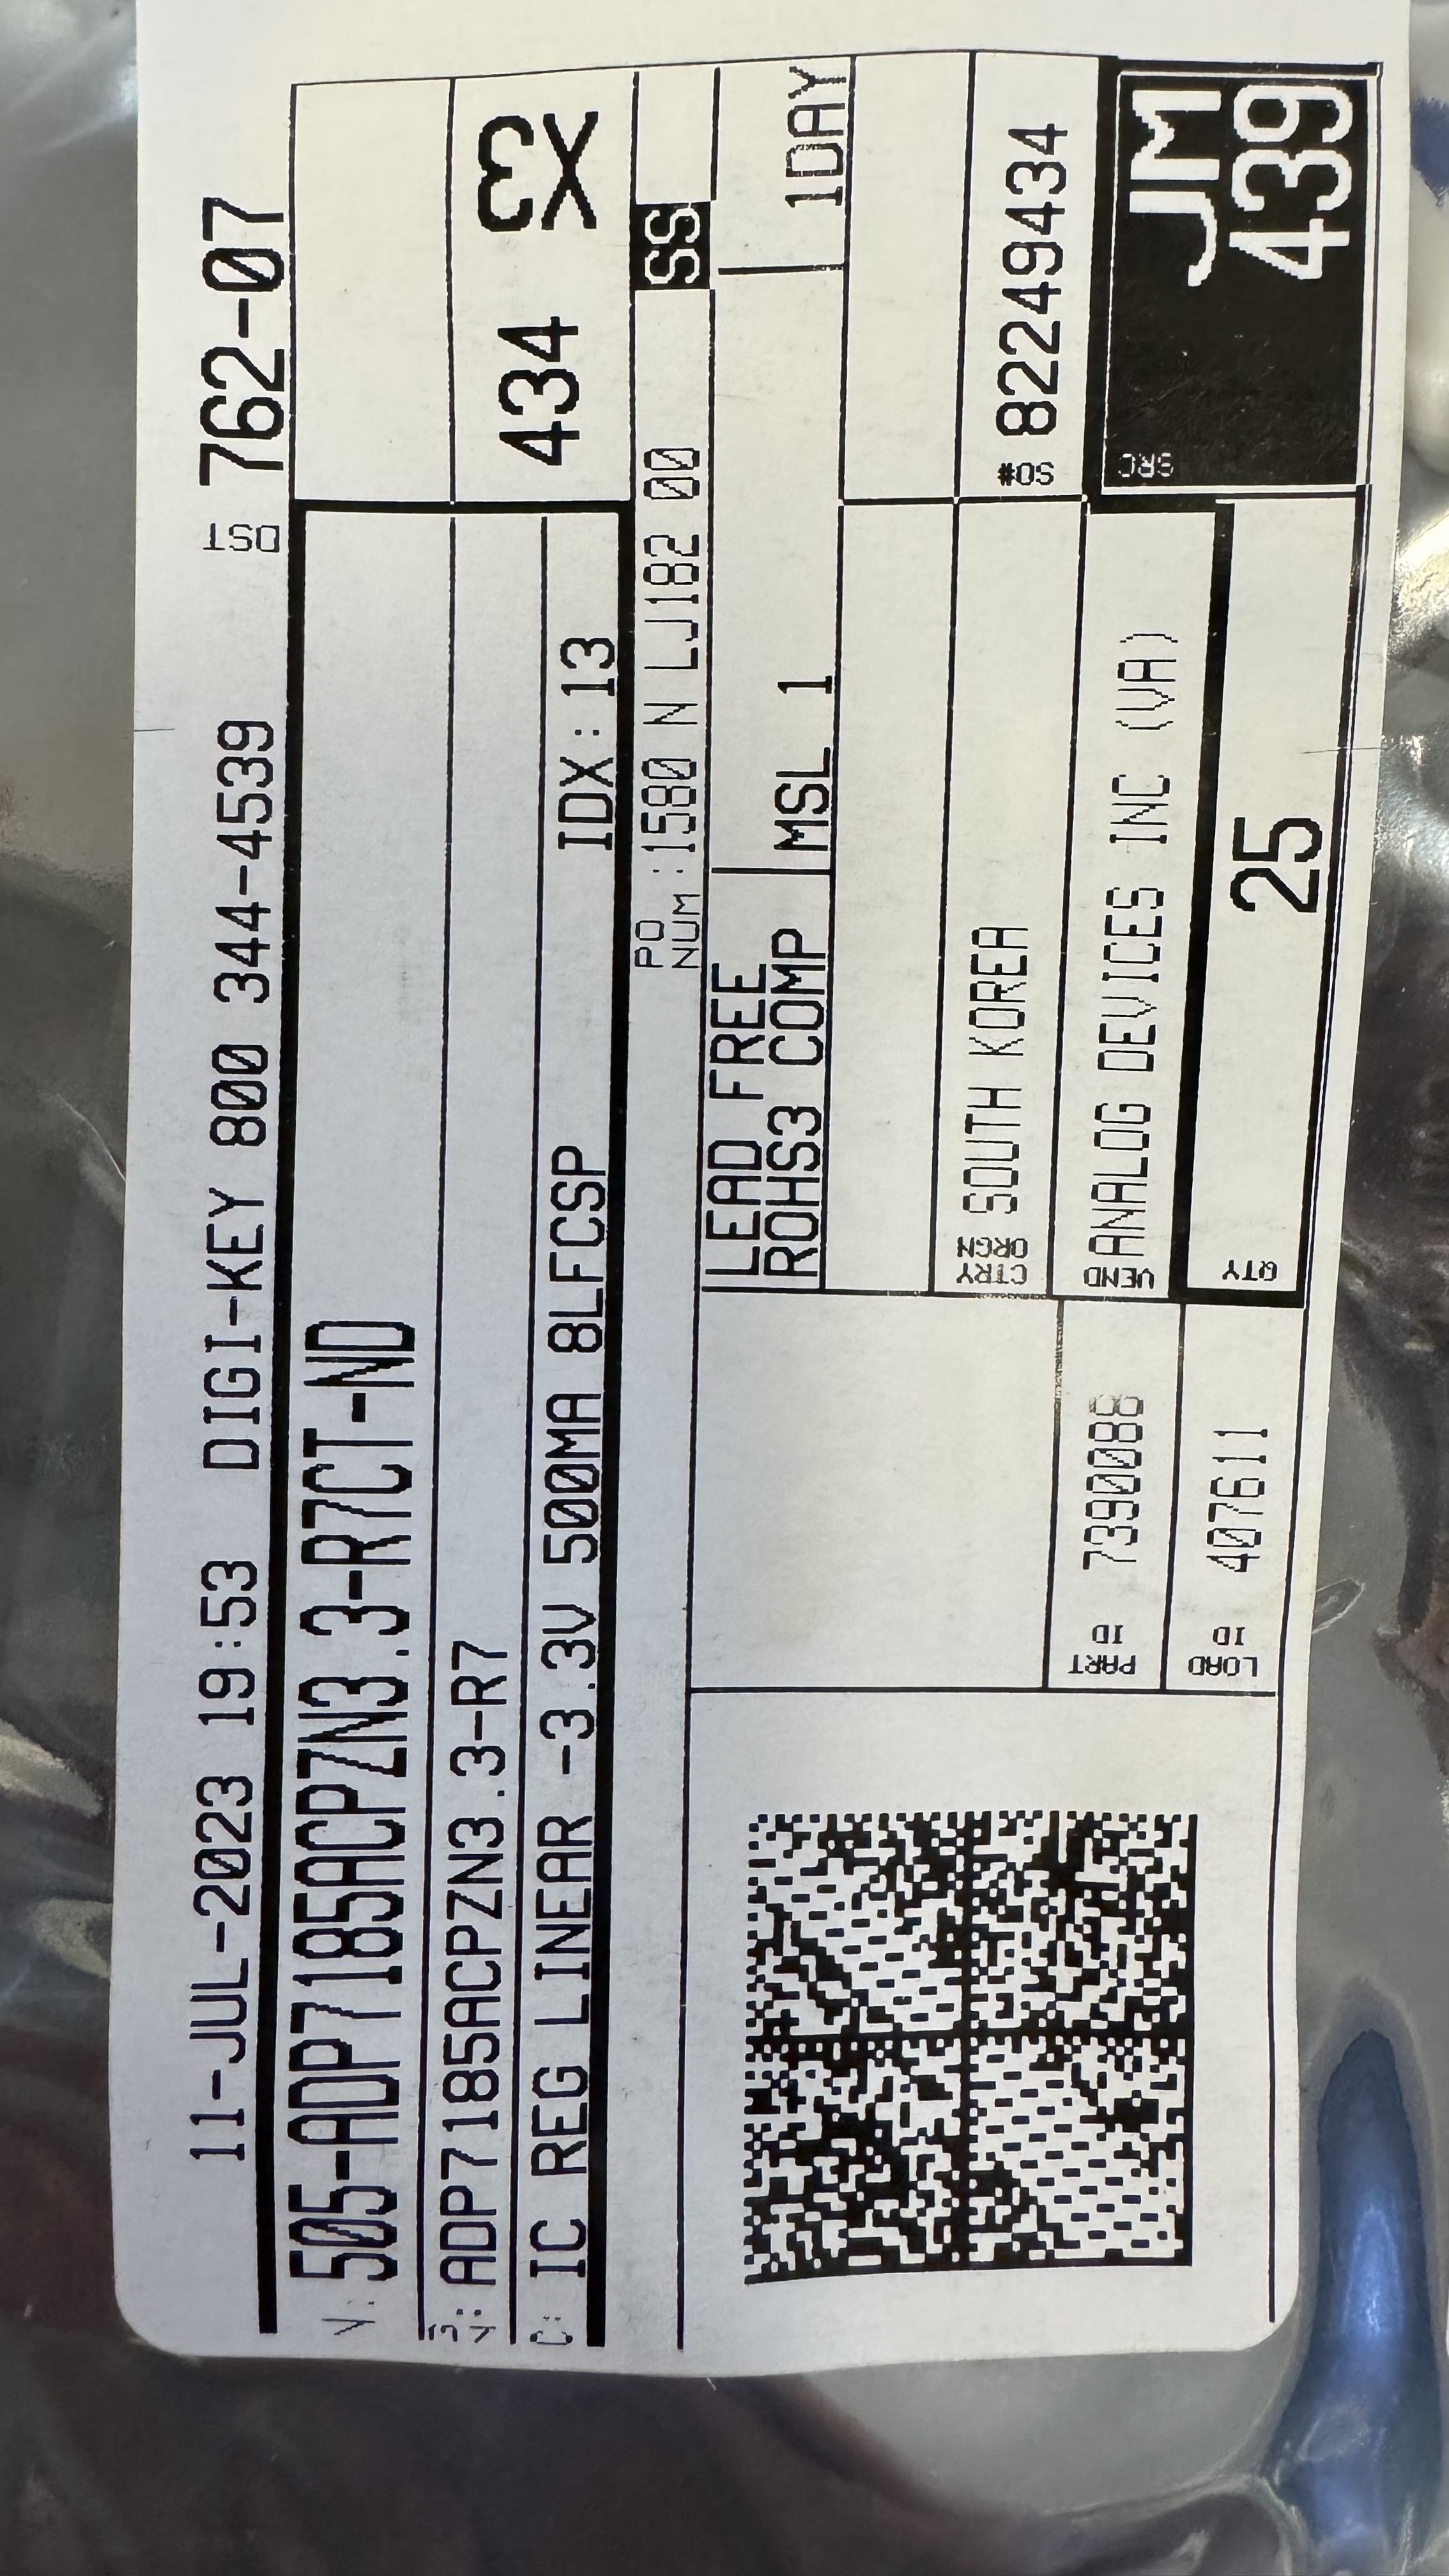 11-JUL-2023 19:53 DIGI-KEY 800 344-4539 DST 762-07
V: 505-ADP7185ACPZN3.3-R7CT-ND
ADP7185ACPZN3.3-R7
434 3X
C: IC REG LINEAR -3.3V 500MA 8LFCSP IDX:13
PO NUM :1580 N LJ182 00 SS
LEAD FREE
ROHS3 COMP MSL 1 1DAY
CTRY ORGN SOUTH KOREA
SO# 82249434
PART ID 7390088
VEND ANALOG DEVICES INC (VA)
LOAD ID 407611
QTY 25
SRC JM
439